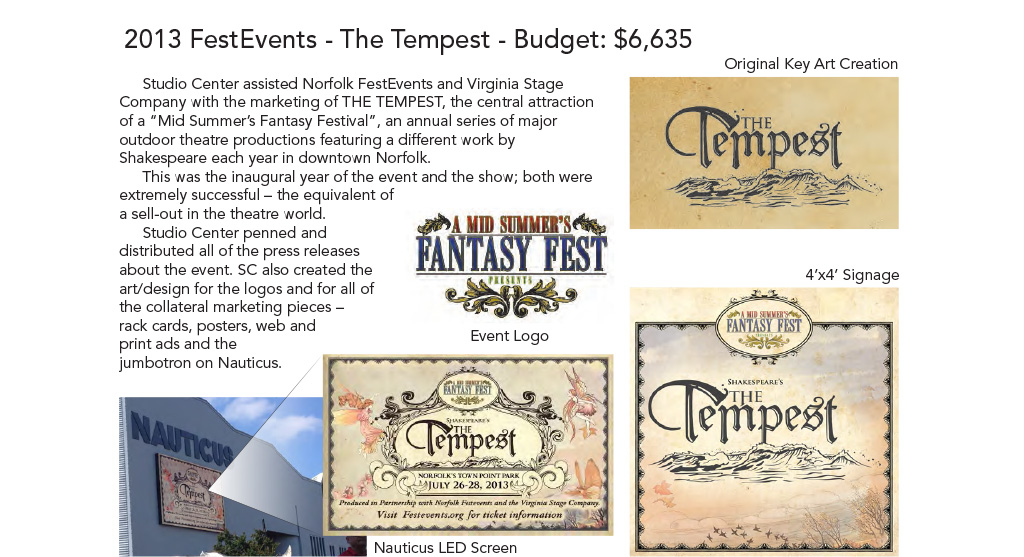 2013 FestEvents - The Tempest - Budget: $6,635
Original Key Art Creation
Studio Center assisted Norfolk FestEvents and Virginia Stage
Company with the marketing of THE TEMPEST, the central attraction
of a “Mid Summer’s Fantasy Festival”, an annual series of major
outdoor theatre productions featuring a different work by
Shakespeare each year in downtown Norfolk.
This was the inaugural year of the event and the show; both were
extremely successful – the equivalent of
a sell-out in the theatre world.
Studio Center penned and
distributed all of the press releases
about the event. SC also created the
art/design for the logos and for all of
the collateral marketing pieces –
rack cards, posters, web and
print ads and the
jumbotron on Nauticus.
THE
Tempest
A MID SUMMER'S
FANTASY FEST
PRESENTS
Event Logo
4’x4’ Signage
A MID SUMMER'S
FANTASY FEST
SHAKESPEARE'S
THE
Tempest
NAUTICUS
Tempest
A MID SUMMER'S
FANTASY FEST
SHAKESPEARE'S
THE
Tempest
NORFOLK'S TOWN POINT PARK
JULY 26-28, 2013
Produced in Partnership with Norfolk Festevents and the Virginia Stage Company.
Visit Festevents.org for ticket information
Nauticus LED Screen